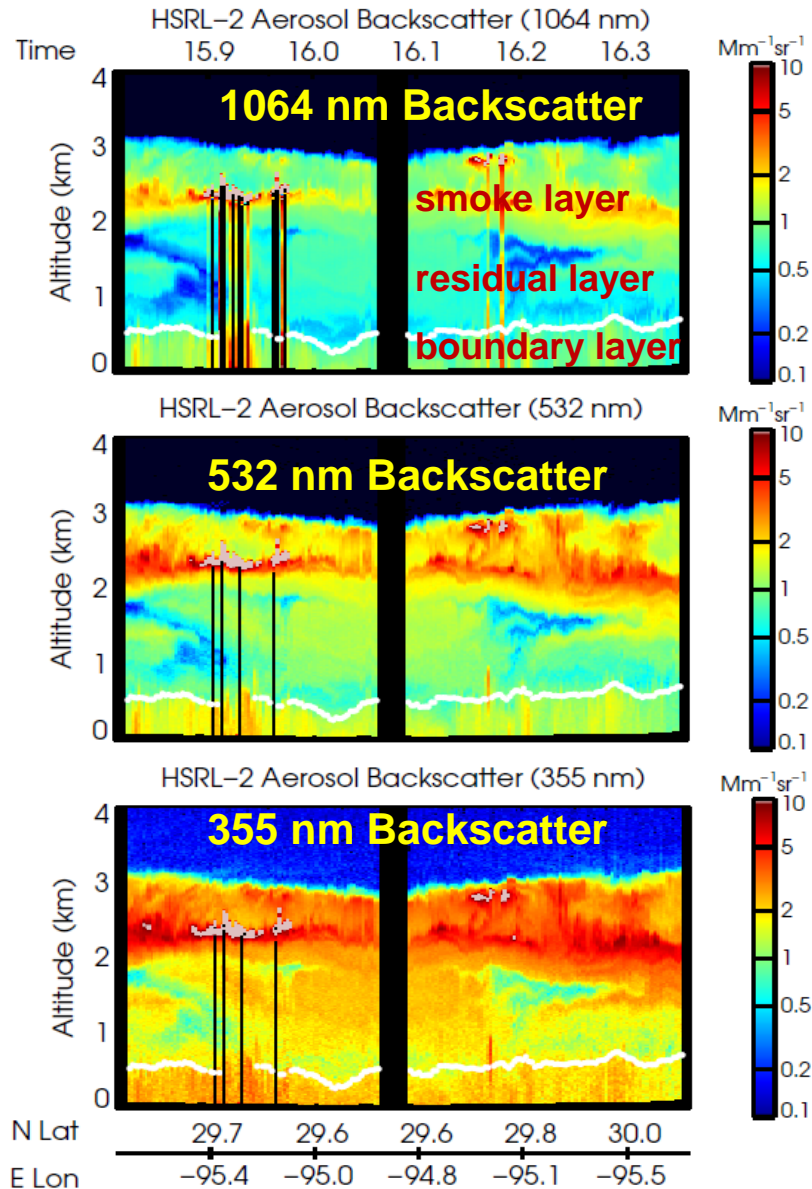 HSRL−2 Aerosol Backscatter (1064 nm)
Time 15.9 16.0 16.1 16.2 16.3
Mm⁻¹sr⁻¹
1064 nm Backscatter
smoke layer
residual layer
boundary layer
Altitude (km)
4
3
2
1
0
10
5
2
1
0.5
0.2
0.1
HSRL−2 Aerosol Backscatter (532 nm)
Mm⁻¹sr⁻¹
532 nm Backscatter
Altitude (km)
4
3
2
1
0
10
5
2
1
0.5
0.2
0.1
HSRL−2 Aerosol Backscatter (355 nm)
Mm⁻¹sr⁻¹
355 nm Backscatter
Altitude (km)
4
3
2
1
0
10
5
2
1
0.5
0.2
0.1
N Lat 29.7 29.6 29.6 29.8 30.0
E Lon −95.4 −95.0 −94.8 −95.1 −95.5